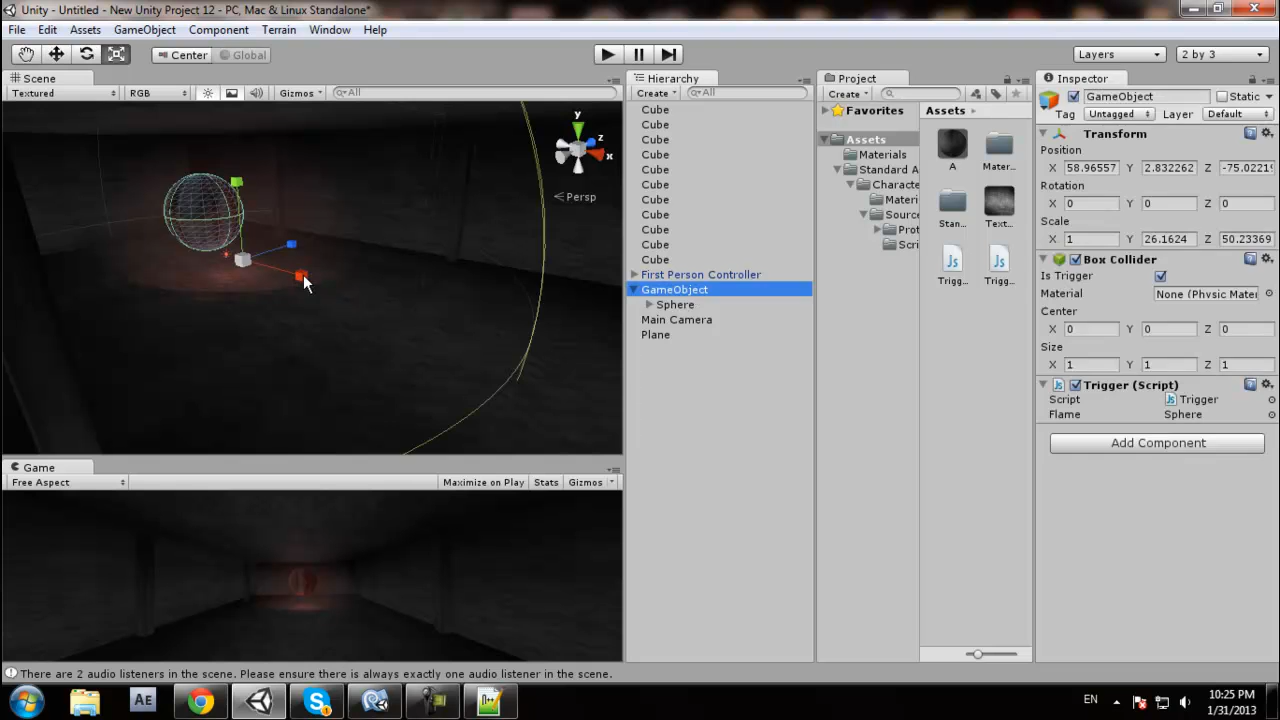 Unity - Untitled - New Unity Project 12 - PC, Mac & Linux Standalone*
File Edit Assets GameObject Component Terrain Window Help
Center Global Layers 2 by 3
Scene
Textured RGB Gizmos All
y
z
x
Persp
Game
Free Aspect Maximize on Play Stats Gizmos
Hierarchy
Create All
Cube
Cube
Cube
Cube
Cube
Cube
Cube
Cube
Cube
Cube
Cube
First Person Controller
GameObject
Sphere
Main Camera
Plane
Project
Create
Favorites
Assets
Materials
Standard A
Characte
Materi
Source
Prot
Scri
Assets
A Mater...
Stan... Text...
Trigg... Trigg...
Inspector
GameObject Static
Tag Untagged Layer Default
Transform
Position
X 58.96557 Y 2.832262 Z -75.0221
Rotation
X 0 Y 0 Z 0
Scale
X 1 Y 26.1624 Z 50.23369
Box Collider
Is Trigger
Material None (Physic Mater
Center
X 0 Y 0 Z 0
Size
X 1 Y 1 Z 1
Trigger (Script)
Script Trigger
Flame Sphere
Add Component
There are 2 audio listeners in the scene. Please ensure there is always exactly one audio listener in the scene.
Ae
EN
10:25 PM
1/31/2013